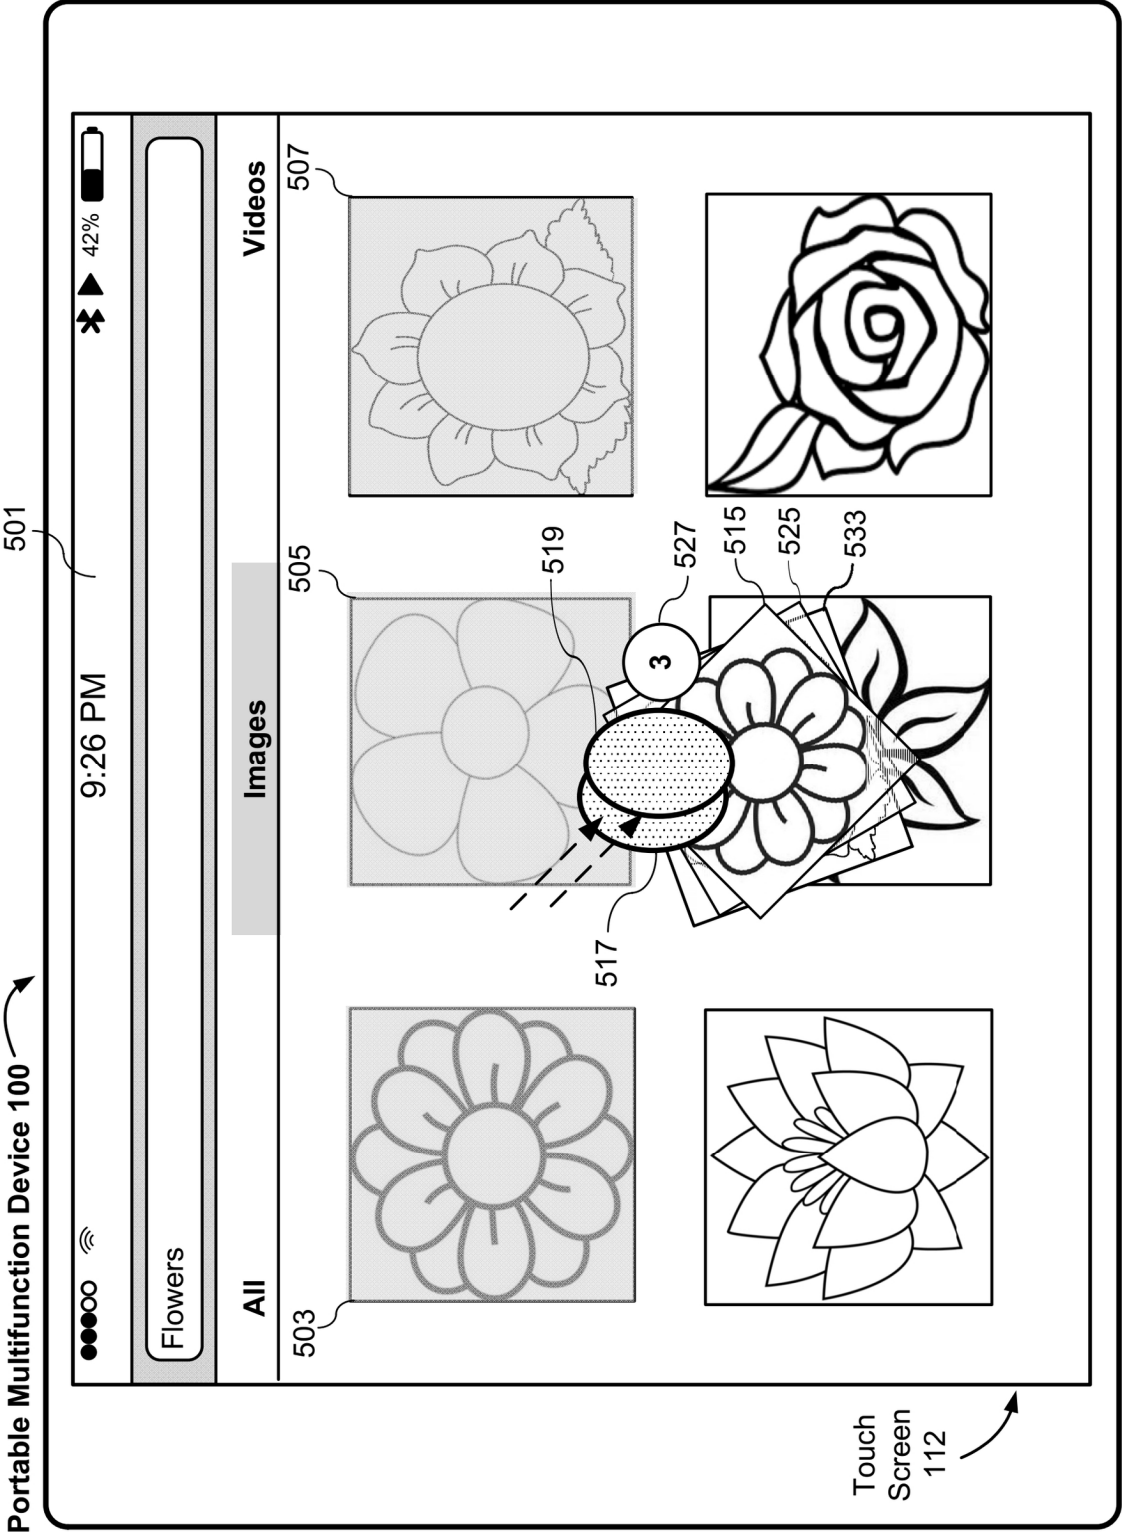 Portable Multifunction Device 100
501
9:26 PM
42%
Flowers
All
Images
Videos
503
505
507
519
517
527
3
515
525
533
Touch
Screen
112